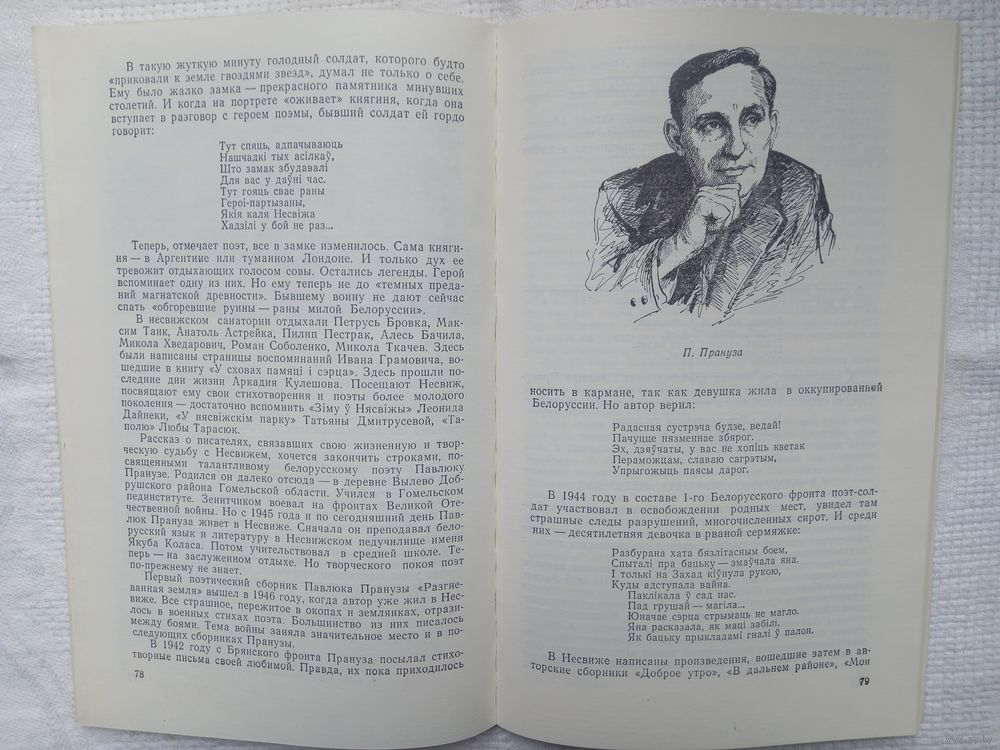 В такую жуткую минуту голодный солдат, которого будто
«приковали к земле гвоздями звезд», думал не только о себе.
Ему было жалко замка — прекрасного памятника минувших
столетий. И когда на портрете «оживает» княгиня, когда она
вступает в разговор с героем поэмы, бывший солдат ей гордо
говорит:
Тут спяць, адпачываюць
Нашчадкі тых асілкаў,
Што замак збудавалі
Для вас у даўні час.
Тут гояць свае раны
Героі-партызаны,
Якія каля Несвіжа
Хадзілі у бой не раз...
Теперь, отмечает поэт, все в замке изменилось. Сама княги-
ня — в Аргентине или туманном Лондоне. И только дух ее
тревожит отдыхающих голосом совы. Остались легенды. Герой
вспоминает одну из них. Но ему теперь не до «темных преда-
ний магнатской древности». Бывшему воину не дают сейчас
спать «обгоревшие руины — раны милой Белоруссии».
В несвижском санатории отдыхали Петрусь Бровка, Мак-
сим Танк, Анатоль Астрейка, Пилип Пестрак, Алесь Бачила,
Микола Хведарович, Роман Соболенко, Микола Ткачев. Здесь
были написаны страницы воспоминаний Ивана Грамовича, во-
шедшие в книгу «У сховах памяці і сэрца». Здесь прошли по-
следние дни жизни Аркадия Кулешова. Посещают Несвиж,
посвящают ему свои стихотворения и поэты более молодого
поколения — достаточно вспомнить «Зіму ў Нясвіжы» Леонида
Дайнеки, «У нясвіжскім парку» Татьяны Дмитрусевой, «Та-
полю» Любы Тарасюк.
Рассказ о писателях, связавших свою жизненную и твор-
ческую судьбу с Несвижем, хочется закончить строками, по-
священными талантливому белорусскому поэту Павлюку
Пранузе. Родился он далеко отсюда — в деревне Вылево Доб-
рушского района Гомельской области. Учился в Гомельском
пединституте. Зенитчиком воевал на фронтах Великой Оте-
чественной войны. Но с 1945 года и по сегодняшний день Пав-
люк Прануза живет в Несвиже. Сначала он преподавал бело-
русский язык и литературу в Несвижском педучилище имени
Якуба Коласа. Потом учительствовал в средней школе. Те-
перь — на заслуженном отдыхе. Но творческого покоя поэт
по-прежнему не знает.
Первый поэтический сборник Павлюка Пранузы «Разгне-
ванная земля» вышел в 1946 году, когда автор уже жил в Нес-
виже. Все страшное, пережитое в окопах и землянках, отрази-
лось в военных стихах поэта. Большинство из них писалось
между боями. Тема войны заняла значительное место и в по-
следующих сборниках Пранузы.
В 1942 году с Брянского фронта Прануза посылал стихо-
творные письма своей любимой. Правда, их пока приходилось
78
П. Прануза
носить в кармане, так как девушка жила в оккупированной
Белоруссии. Но автор верил:
Радасная сустрэча будзе, ведай!
Пачуцце нязменнае збярог.
Эх, дзяўчаты, у вас не хопіць кветак
Пераможцам, славаю сагрэтым,
Упрыгожыць паясы дарог.
В 1944 году в составе 1-го Белорусского фронта поэт-сол-
дат участвовал в освобождении родных мест, увидел там
страшные следы разрушений, многочисленных сирот. И среди
них — десятилетняя девочка в рваной сермяжке:
Разбурана хата бязлітасным боем,
Спыталі пра бацьку — змаўчала яна.
І толькі на Захад кіўнула рукою,
Куды адступала вайна.
Паклікала ў сад нас.
Пад грушай — магіла...
Юначае сэрца стрымаць не магло.
Яна расказала, як маці забілі,
Як бацьку прыкладамі гналі ў палон.
В Несвиже написаны произведения, вошедшие затем в ав-
торские сборники «Доброе утро», «В дальнем районе», «Мои
79
www.ay.by